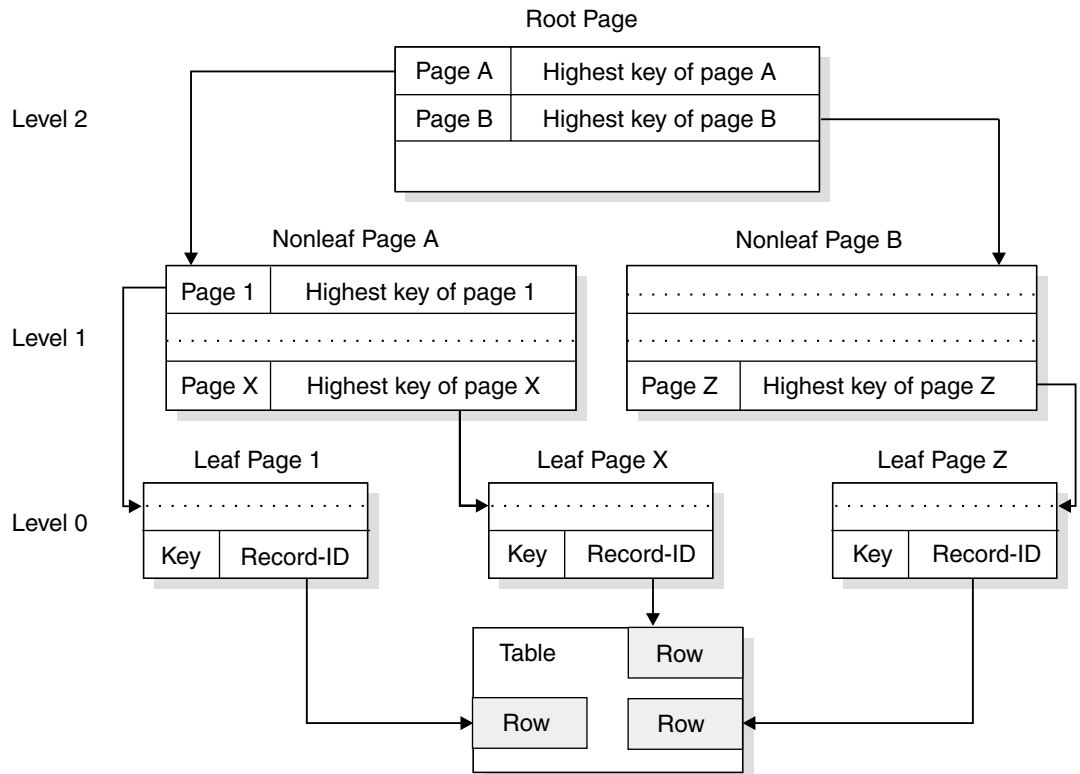 Root Page
Page A Highest key of page A
Level 2
Page B Highest key of page B
Nonleaf Page A Nonleaf Page B
Page 1 Highest key of page 1
Level 1
Page X Highest key of page X Page Z Highest key of page Z
Leaf Page 1 Leaf Page X Leaf Page Z
Level 0
Key Record-ID Key Record-ID Key Record-ID
Table Row
Row Row